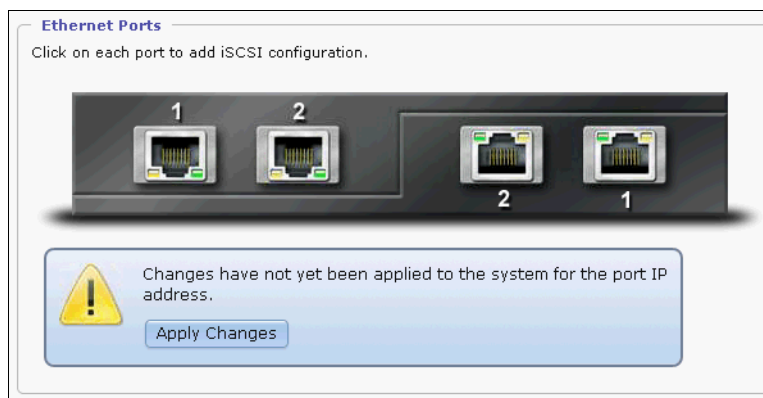 Ethernet Ports
Click on each port to add iSCSI configuration.
1 2
2 1
Changes have not yet been applied to the system for the port IP
address.
Apply Changes